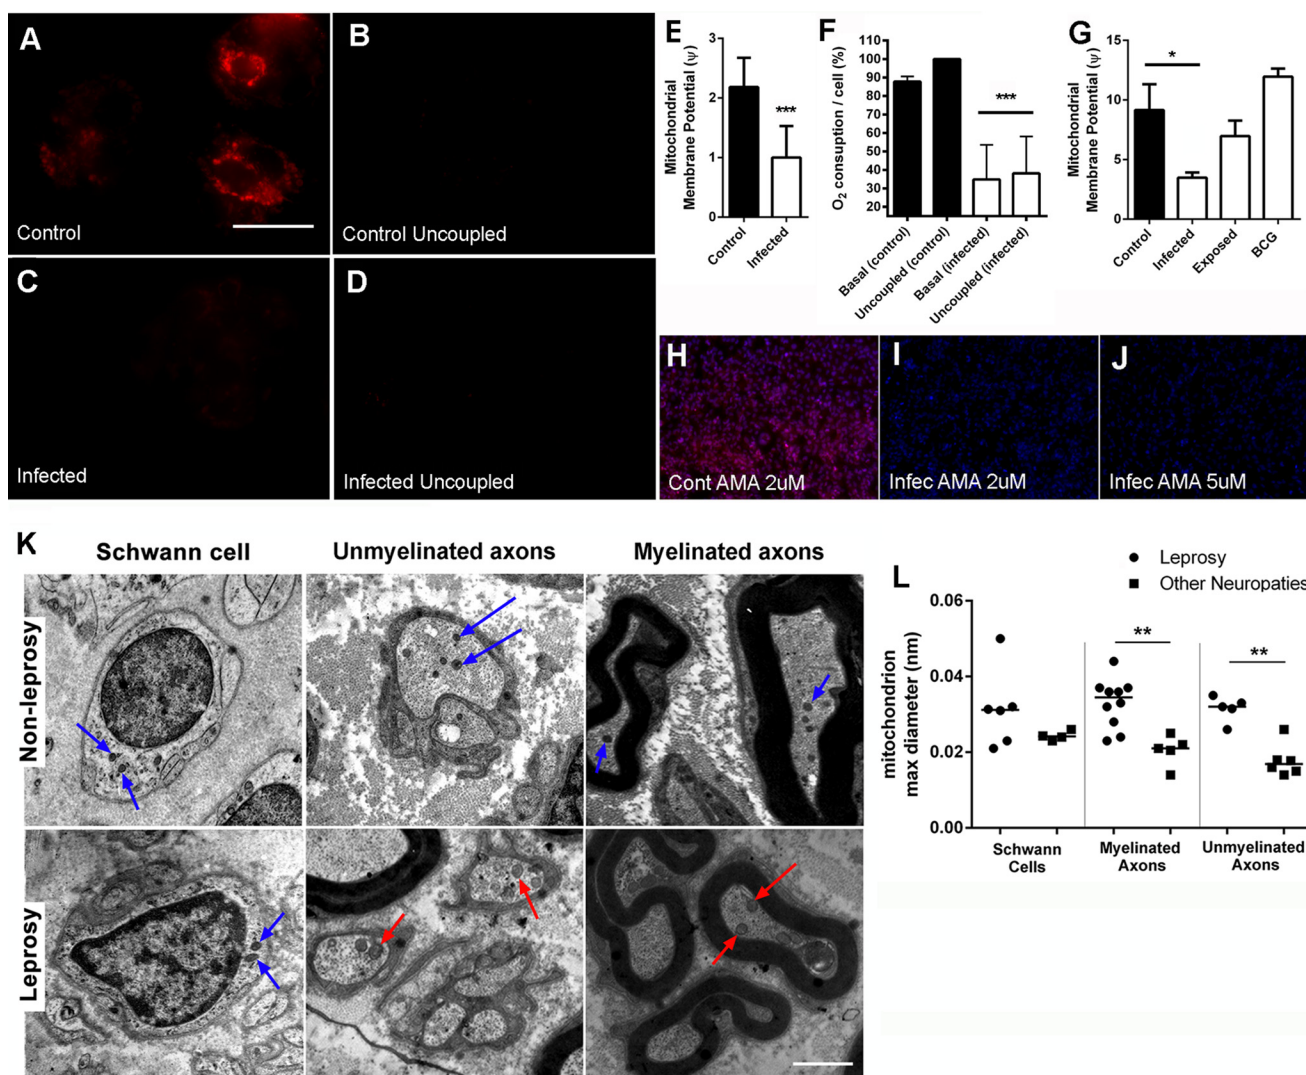 A
Control
B
Control Uncoupled
C
Infected
D
Infected Uncoupled
E
Mitochondrial
Membrane Potential (ψ)
3
2
1
0
***
Control
Infected
F
O2 consuption / cell (%)
100
90
80
70
60
50
40
30
20
***
Basal (control)
Uncoupled (control)
Basal (infected)
Uncoupled (infected)
G
Mitochondrial
Membrane Potential (ψ)
15
10
5
0
*
Control
Infected
Exposed
BCG
H
Cont AMA 2uM
I
Infec AMA 2uM
J
Infec AMA 5uM
K
Schwann cell
Unmyelinated axons
Myelinated axons
Non-leprosy
Leprosy
L
Leprosy
Other Neuropaties
mitochondrion
max diameter (nm)
0.06
0.04
0.02
0.00
**
**
Schwann
Cells
Myelinated
Axons
Unmyelinated
Axons